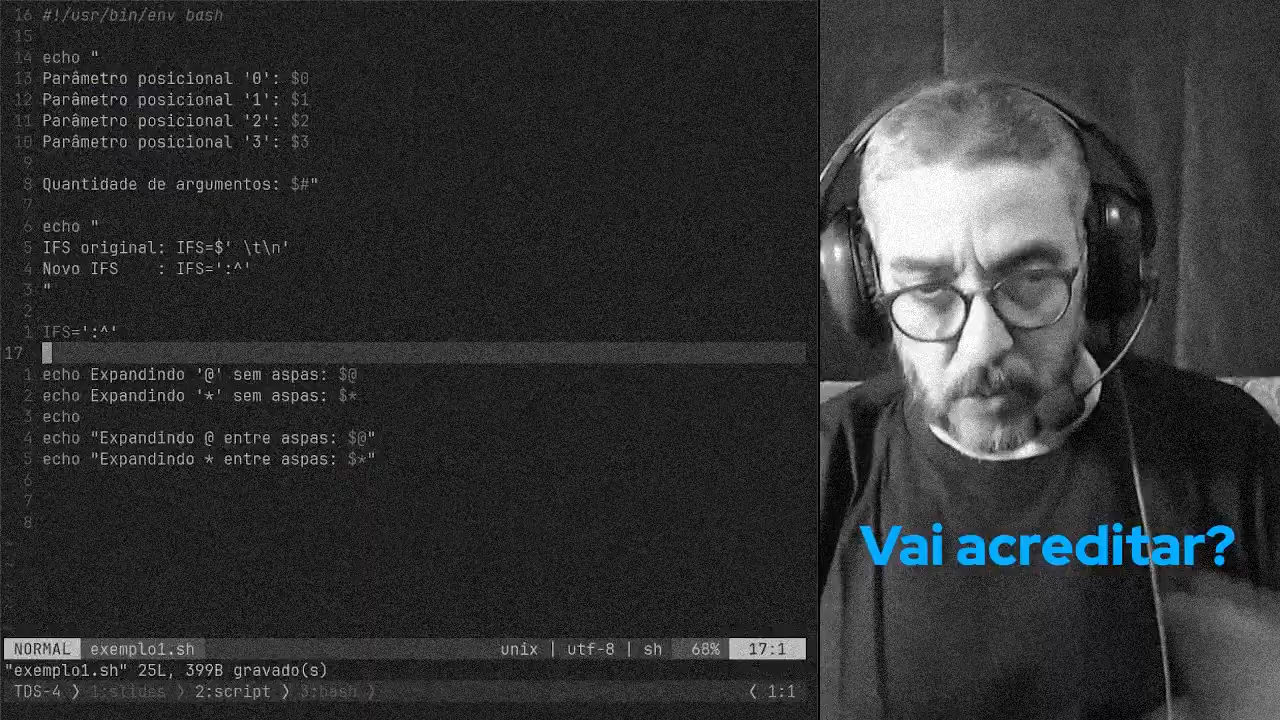 16 #!/usr/bin/env bash
15
14 echo "
13 Parâmetro posicional '0': $0
12 Parâmetro posicional '1': $1
11 Parâmetro posicional '2': $2
10 Parâmetro posicional '3': $3
9
8 Quantidade de argumentos: $#"
7
6 echo "
5 IFS original: IFS=$' \t\n'
4 Novo IFS    : IFS=':^'
3 "
2
1 IFS=':^'
17
1 echo Expandindo '@' sem aspas: $@
2 echo Expandindo '*' sem aspas: $*
3 echo
4 echo "Expandindo @ entre aspas: $@"
5 echo "Expandindo * entre aspas: $*"
6
7
8
NORMAL exemplo1.sh unix | utf-8 | sh 68% 17:1
"exemplo1.sh" 25L, 399B gravado(s)
TDS-4 ❭ 1:slides ❭ 2:script ❭ 3:bash ❭ ❬ 1:1
Vai acreditar?